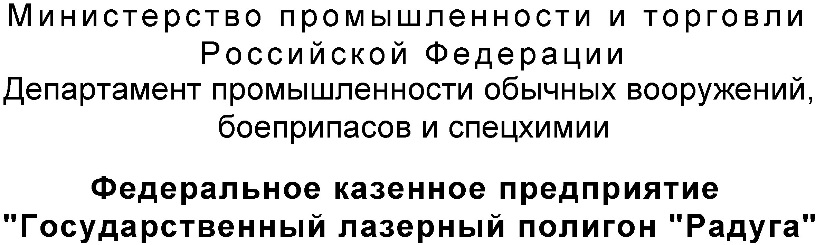 Министерство промышленности и торговли
Российской Федерации
Департамент промышленности обычных вооружений,
боеприпасов и спецхимии
Федеральное казенное предприятие
"Государственный лазерный полигон "Радуга"